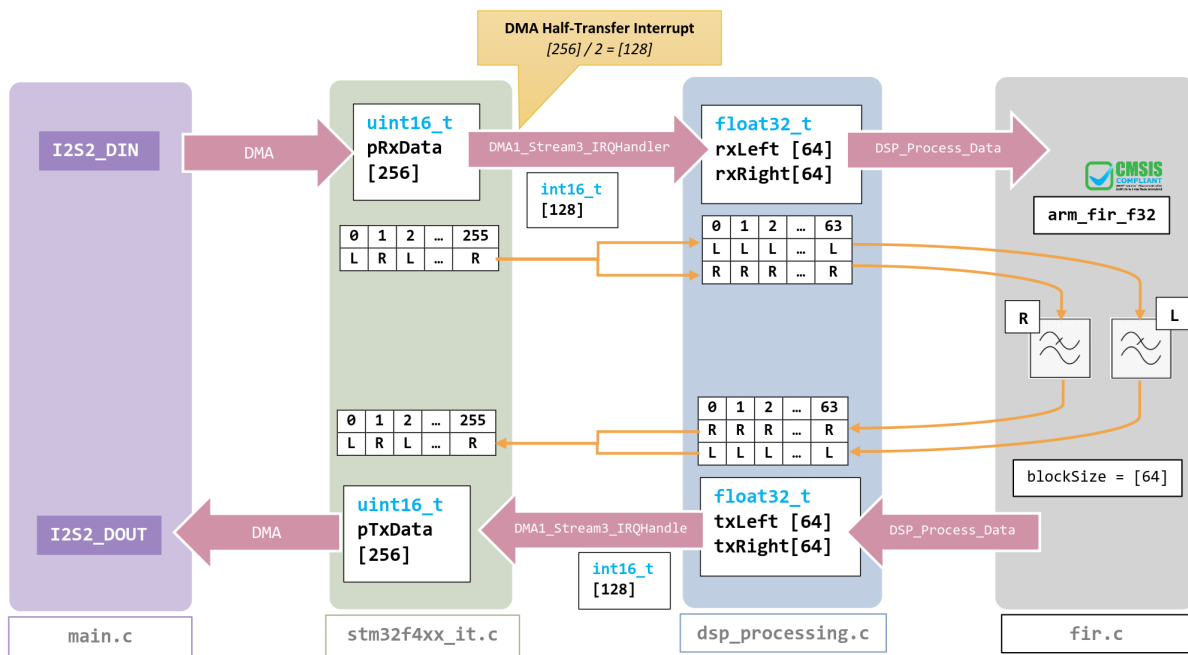 DMA Half-Transfer Interrupt
[256] / 2 = [128]
I2S2_DIN
DMA
uint16_t
pRxData
[256]
DMA1_Stream3_IRQHandler
int16_t
[128]
float32_t
rxLeft [64]
rxRight[64]
DSP_Process_Data
CMSIS
COMPLIANT
arm_fir_f32
0 1 2 … 255
L R L … R
0 1 2 … 63
L L L … L
R R R … R
R
L
0 1 2 … 255
L R L … R
0 1 2 … 63
R R R … R
L L L … L
blockSize = [64]
I2S2_DOUT
DMA
uint16_t
pTxData
[256]
DMA1_Stream3_IRQHandle
int16_t
[128]
float32_t
txLeft [64]
txRight[64]
DSP_Process_Data
main.c
stm32f4xx_it.c
dsp_processing.c
fir.c